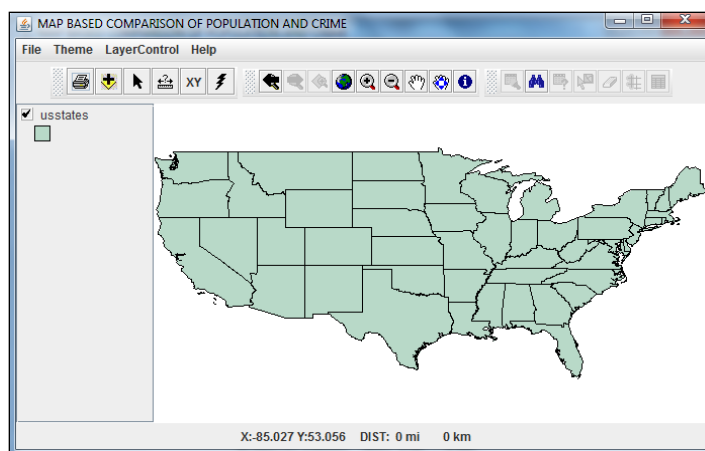 MAP BASED COMPARISON OF POPULATION AND CRIME
File Theme LayerControl Help
XY
usstates
X:-85.027 Y:53.056 DIST: 0 mi 0 km